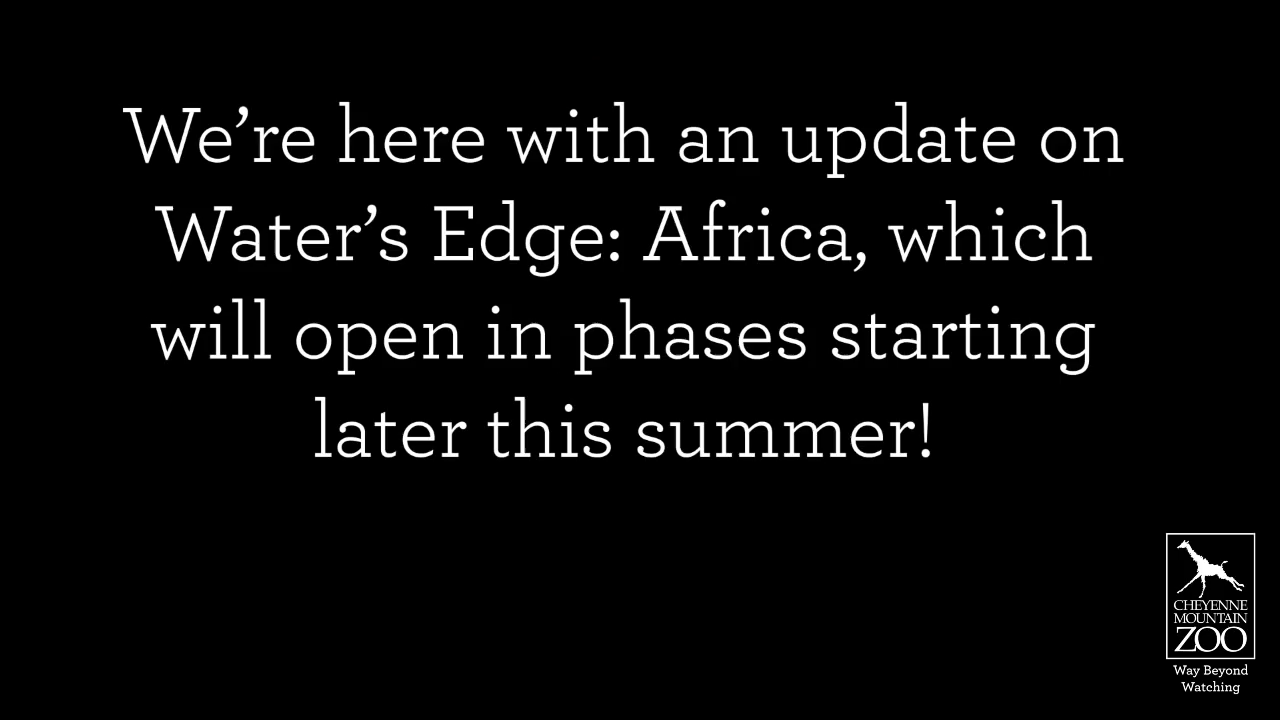 We’re here with an update on
Water’s Edge: Africa, which
will open in phases starting
later this summer!
CHEYENNE
MOUNTAIN
ZOO
Way Beyond
Watching